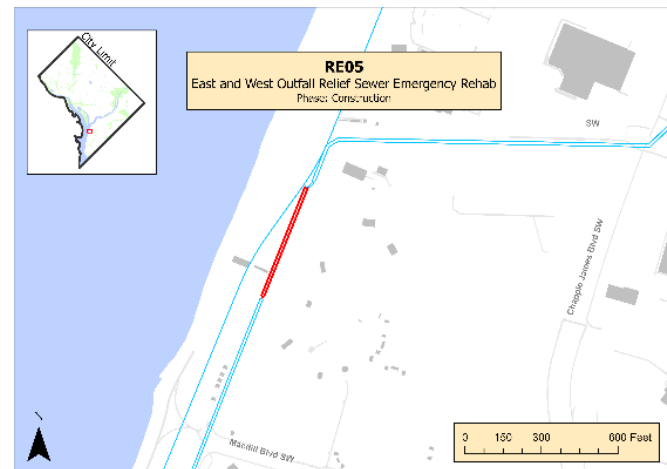 City Limit
RE05
East and West Outfall Relief Sewer Emergency Rehab
Phase: Construction
SW
Chappie James Blvd SW
MacDill Blvd SW
N
0 150 300 600 Feet